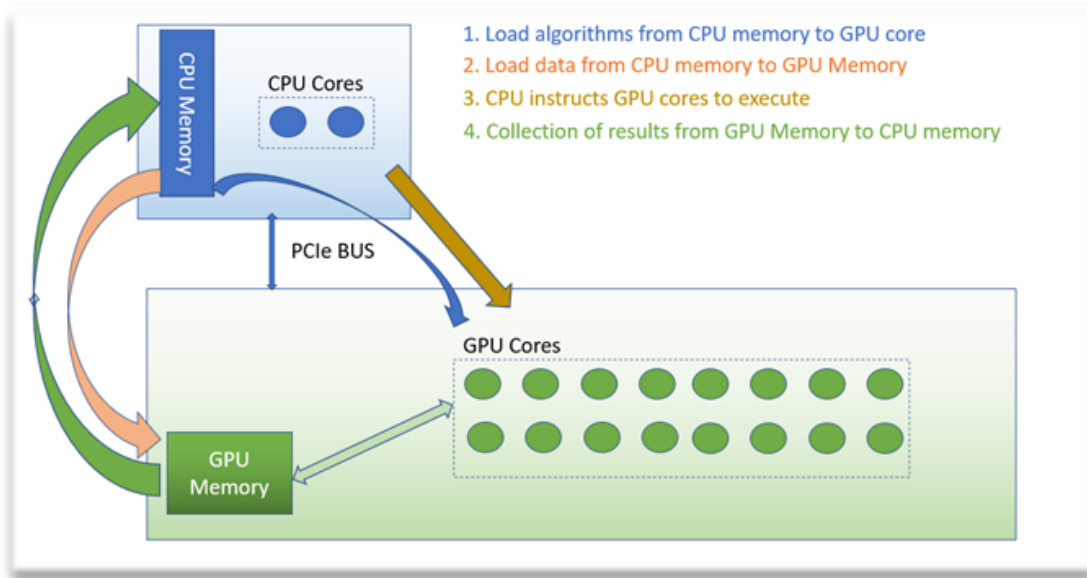 1. Load algorithms from CPU memory to GPU core
2. Load data from CPU memory to GPU Memory
3. CPU instructs GPU cores to execute
4. Collection of results from GPU Memory to CPU memory
CPU Memory
CPU Cores
PCIe BUS
GPU Cores
GPU
Memory